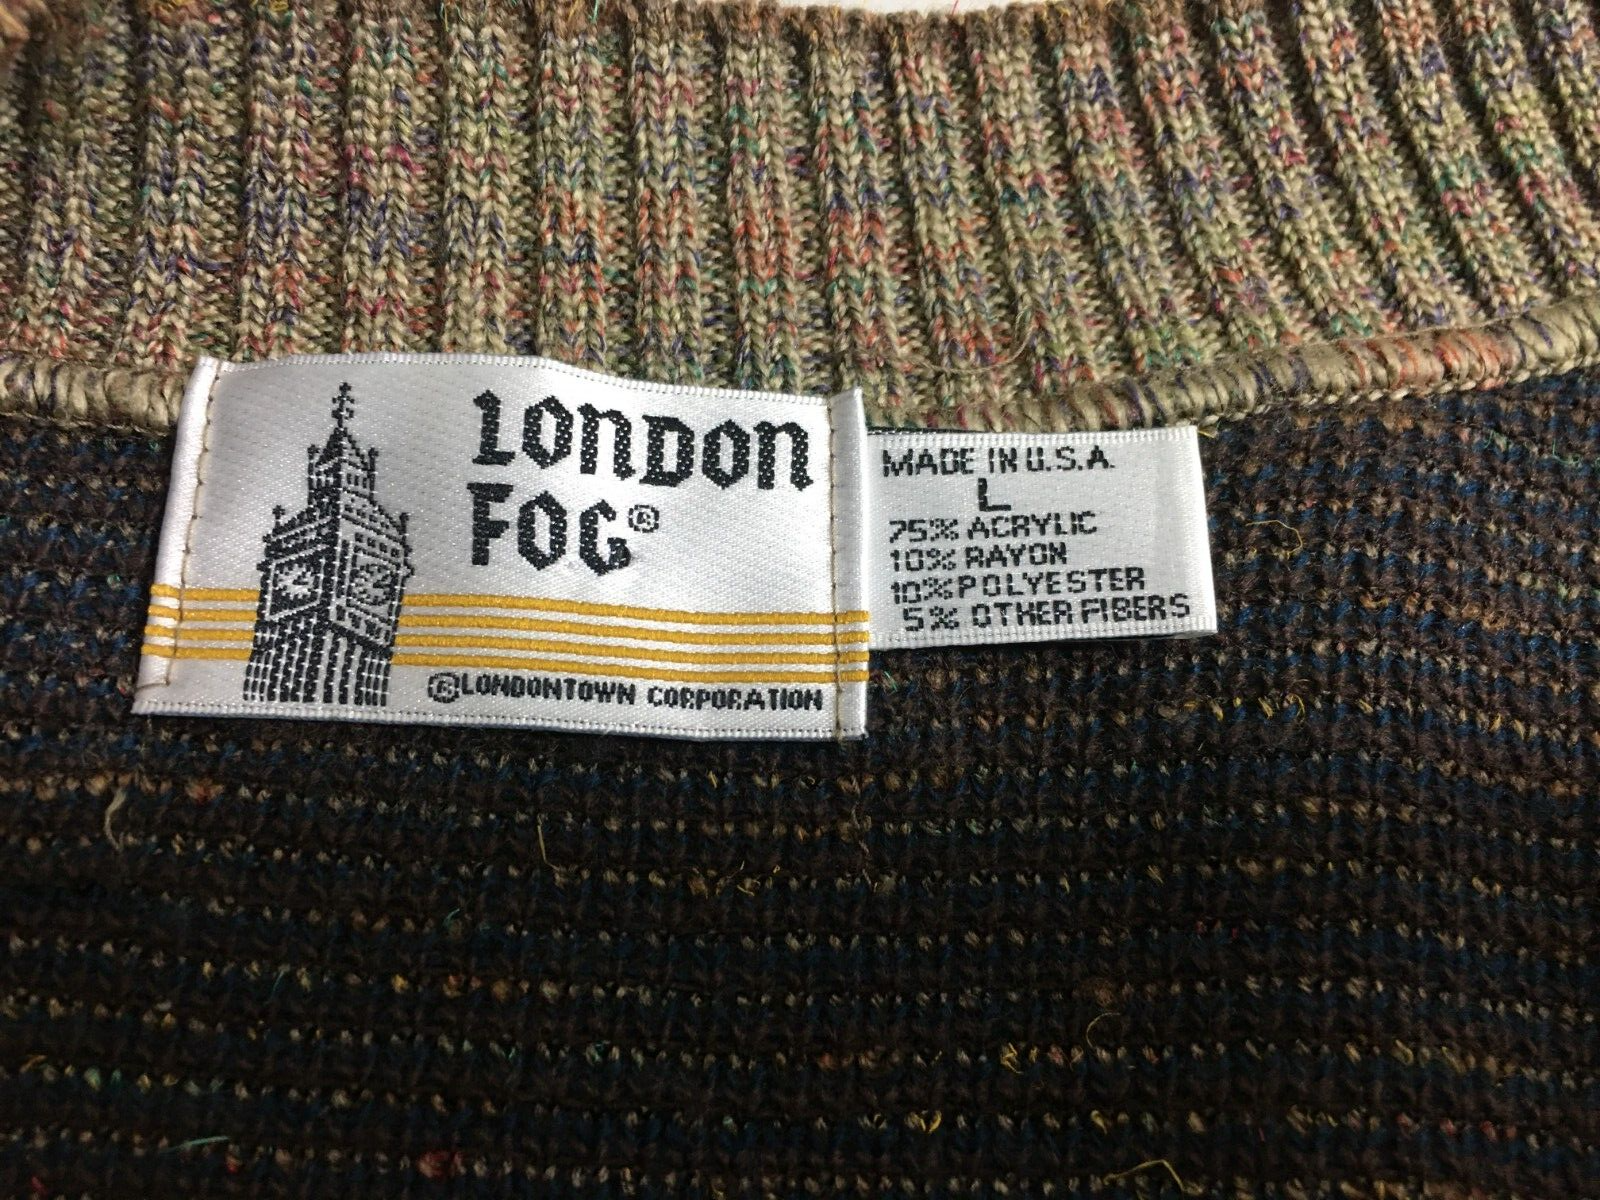 LONDON
FOG®
®LONDONTOWN CORPORATION
MADE IN U.S.A.
L
75% ACRYLIC
10% RAYON
10% POLYESTER
5% OTHER FIBERS